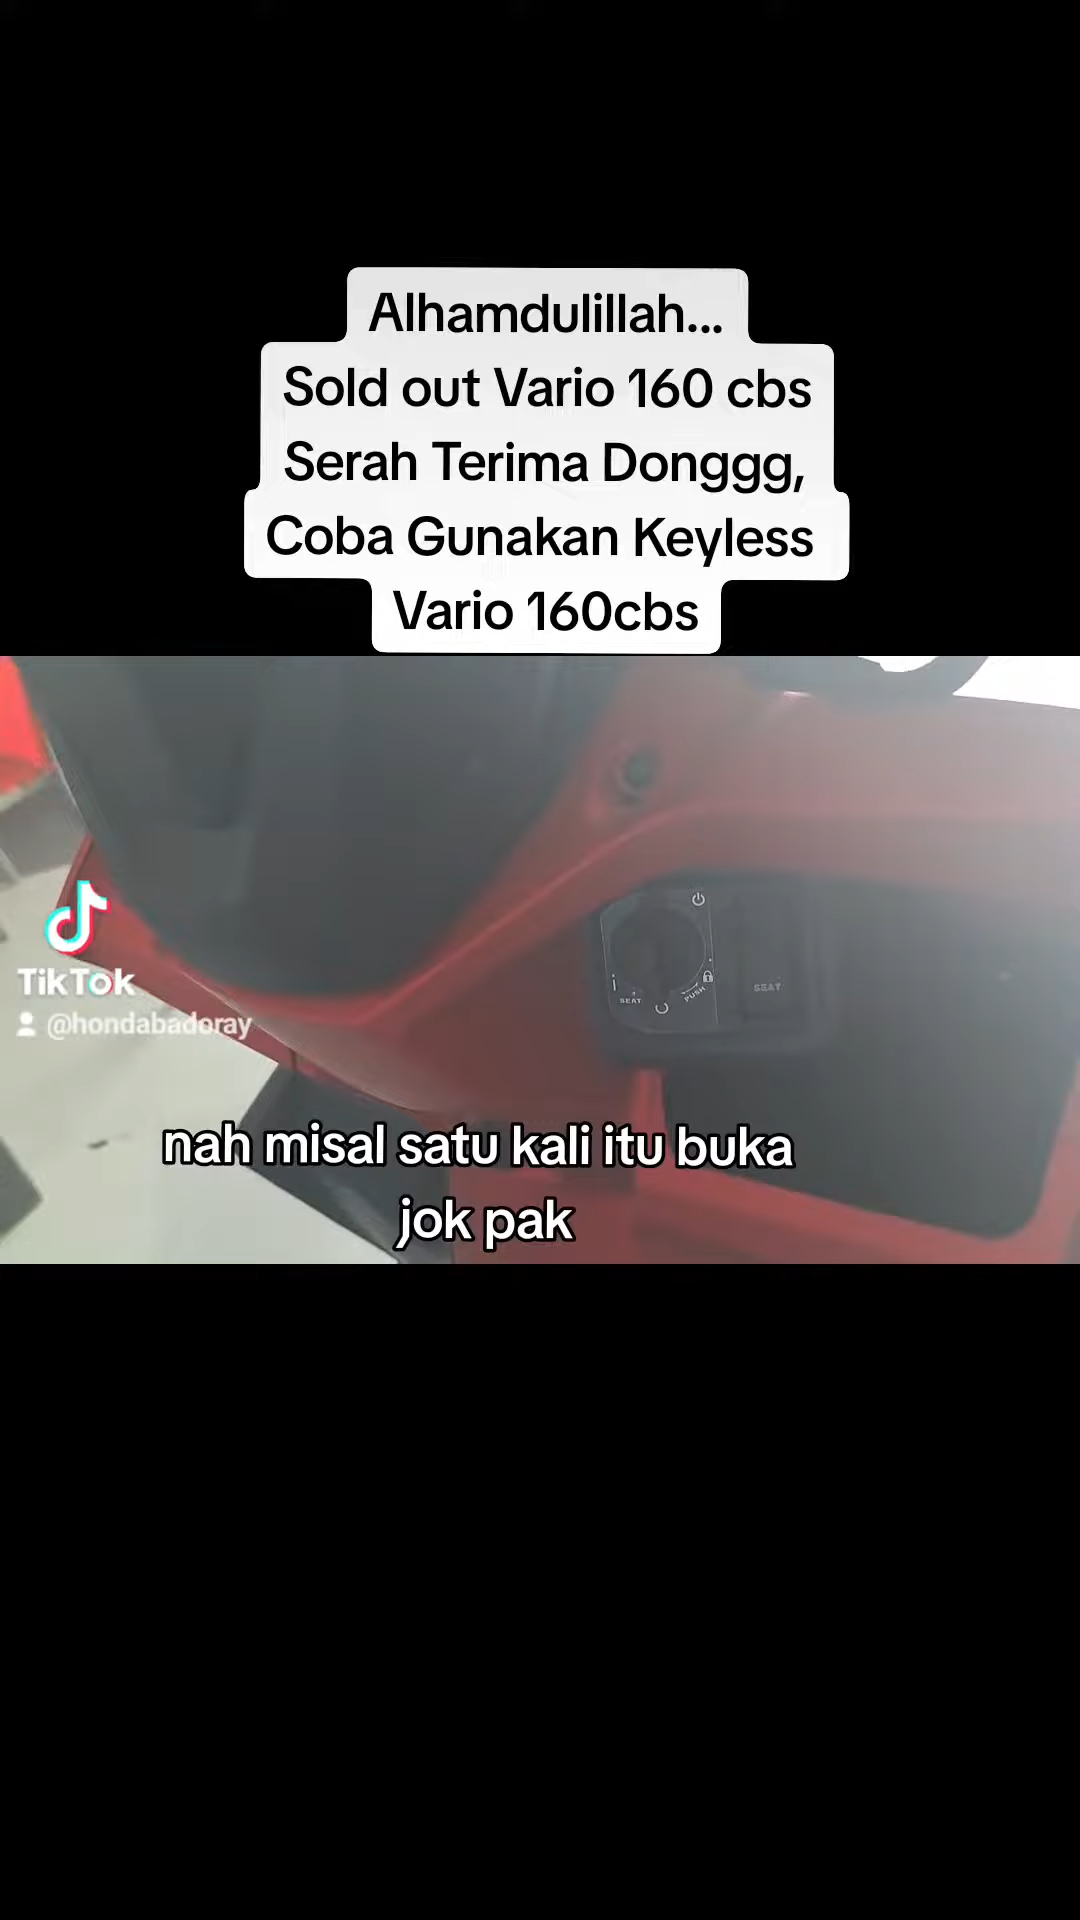 Alhamdulillah...
Sold out Vario 160 cbs
Serah Terima Donggg,
Coba Gunakan Keyless
Vario 160cbs
SEAT
PUSH
SEAT
TikTok
@hondabadoray
nah misal satu kali itu buka
jok pak